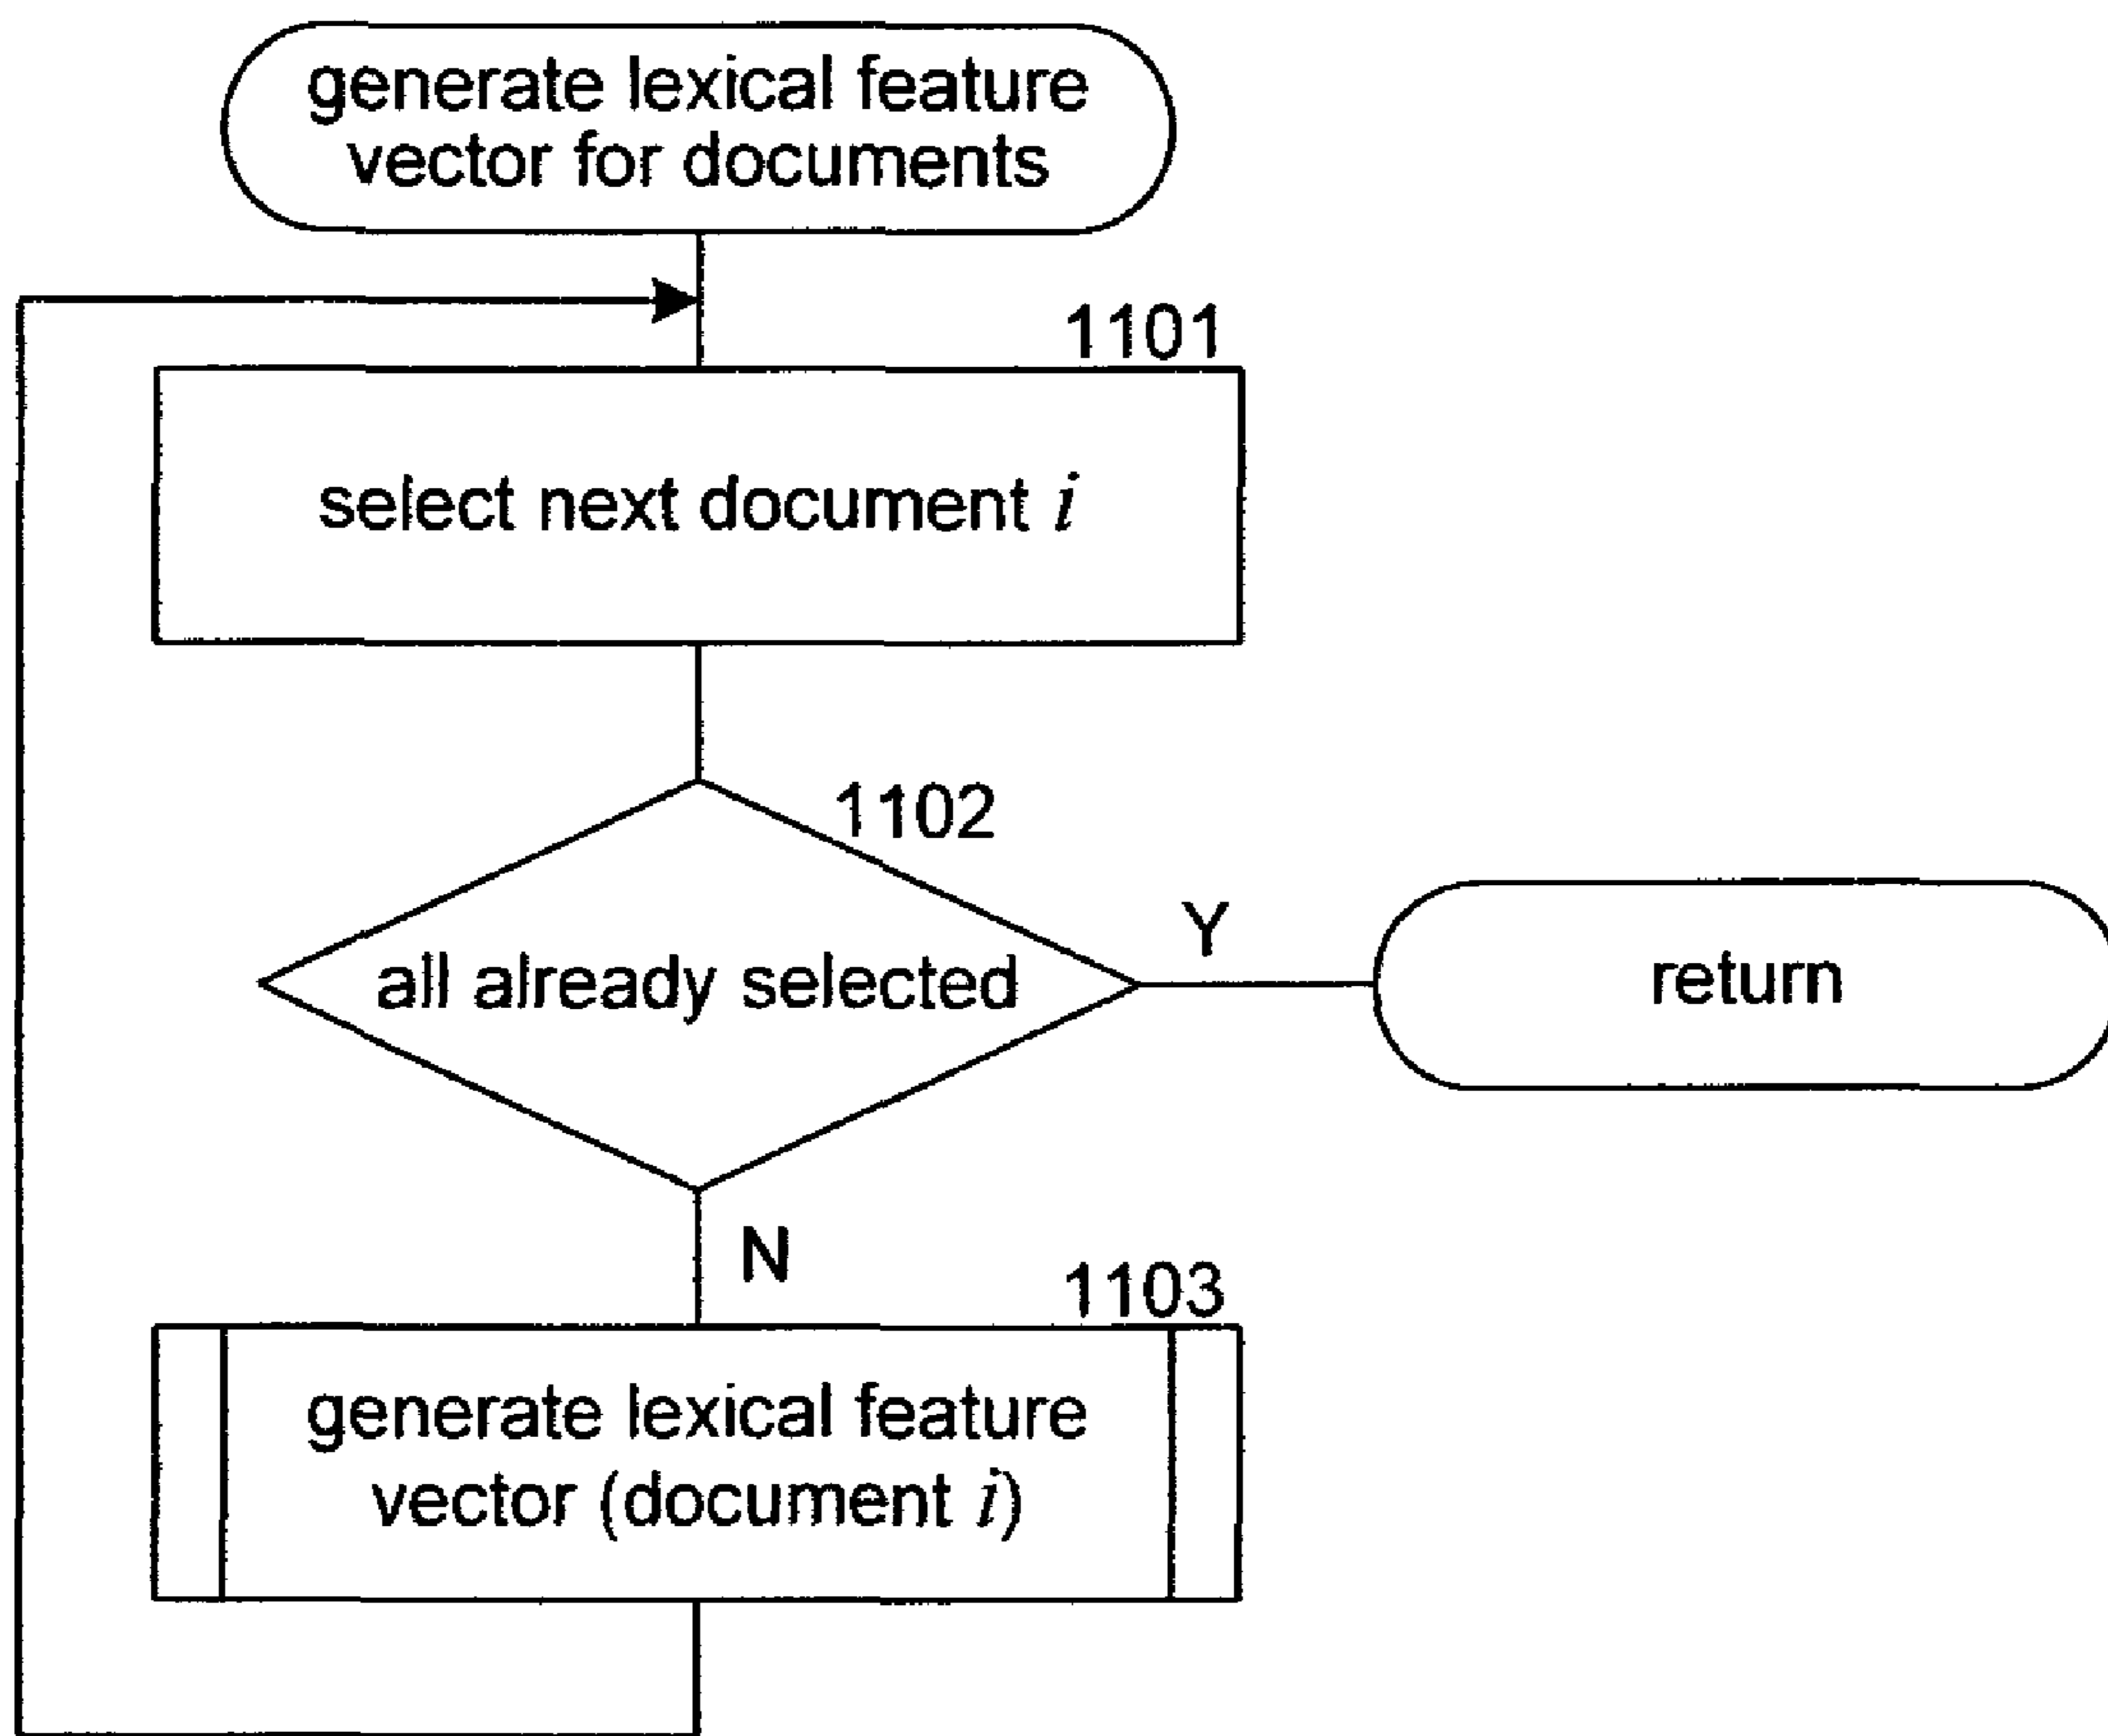 generate lexical feature
vector for documents
1101
select next document i
1102
all already selected
Y
return
N
1103
generate lexical feature
vector (document i)